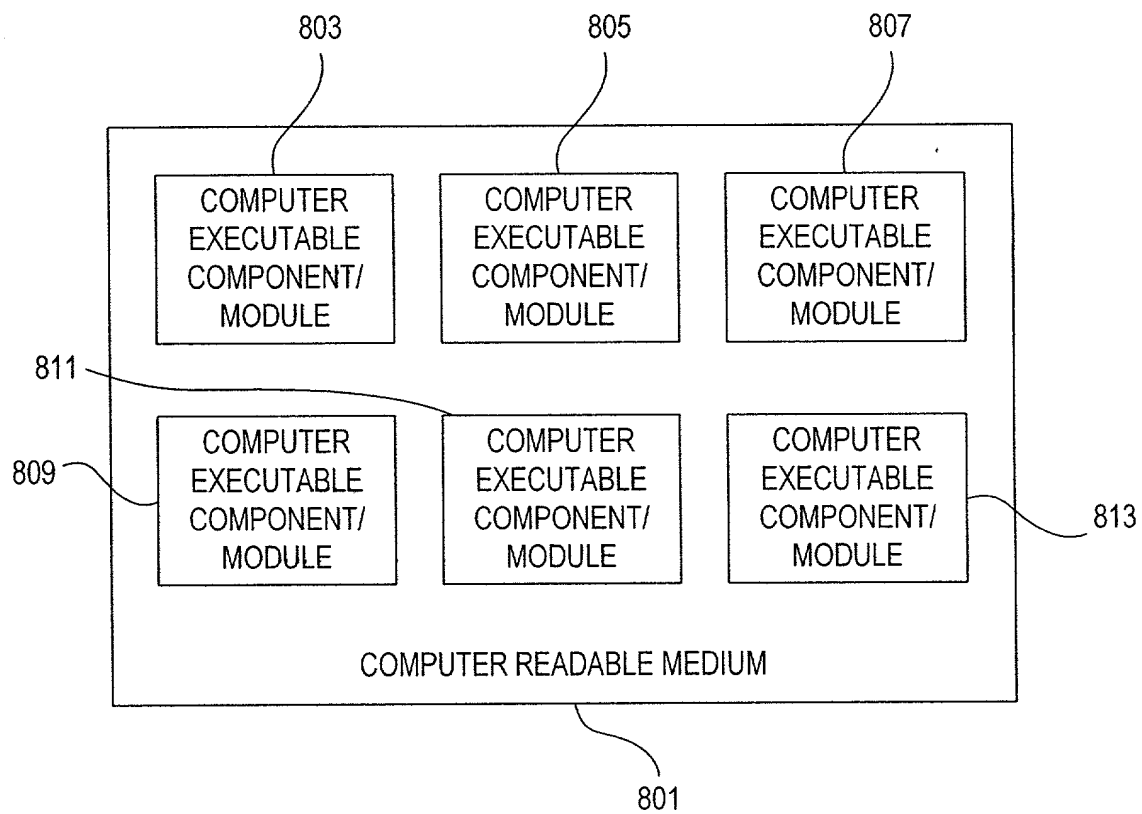 803
805
807
COMPUTER
EXECUTABLE
COMPONENT/
MODULE
COMPUTER
EXECUTABLE
COMPONENT/
MODULE
COMPUTER
EXECUTABLE
COMPONENT/
MODULE
811
809
COMPUTER
EXECUTABLE
COMPONENT/
MODULE
COMPUTER
EXECUTABLE
COMPONENT/
MODULE
COMPUTER
EXECUTABLE
COMPONENT/
MODULE
813
COMPUTER READABLE MEDIUM
801